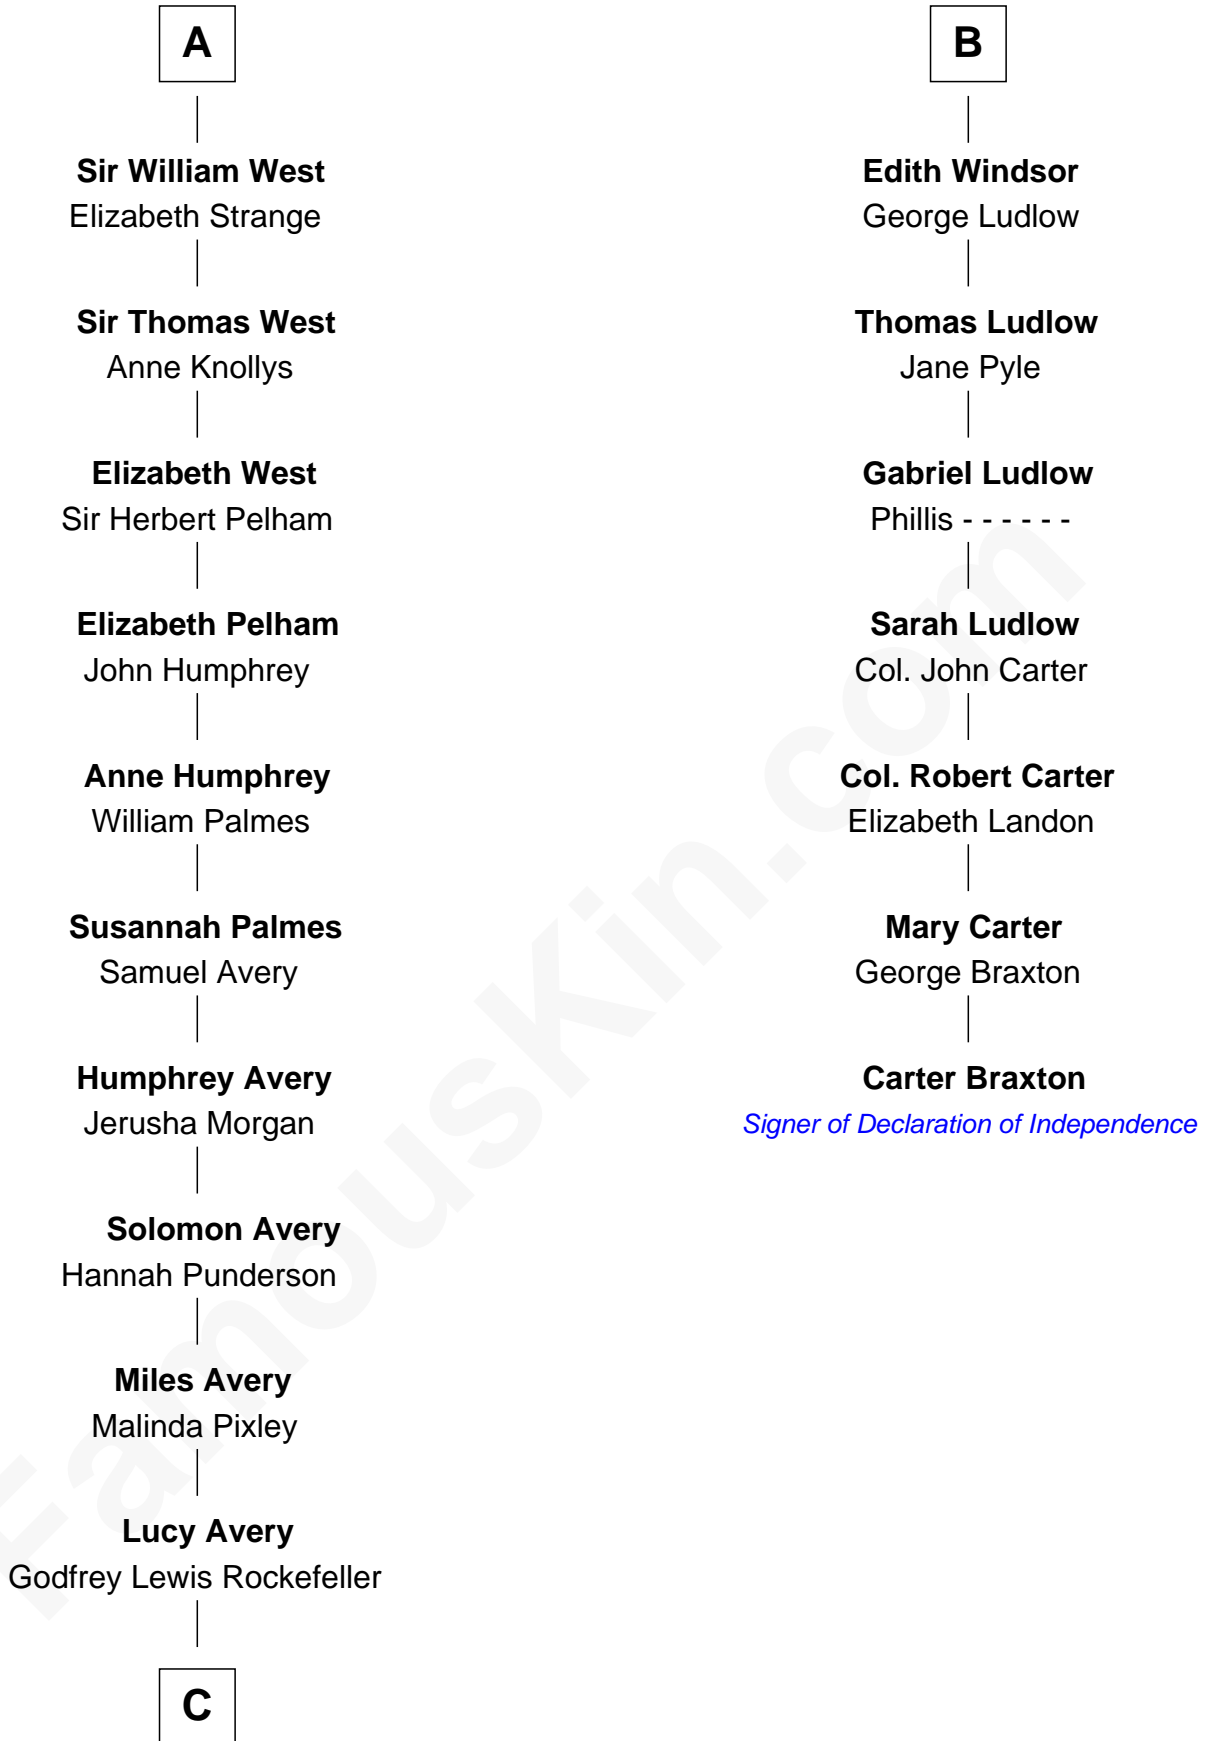 A
Sir William West
Elizabeth Strange
Sir Thomas West
Anne Knollys
Elizabeth West
Sir Herbert Pelham
Elizabeth Pelham
John Humphrey
Anne Humphrey
William Palmes
Susannah Palmes
Samuel Avery
Humphrey Avery
Jerusha Morgan
Solomon Avery
Hannah Punderson
Miles Avery
Malinda Pixley
Lucy Avery
Godfrey Lewis Rockefeller
C
B
Edith Windsor
George Ludlow
Thomas Ludlow
Jane Pyle
Gabriel Ludlow
Phillis - - - - - -
Sarah Ludlow
Col. John Carter
Col. Robert Carter
Elizabeth Landon
Mary Carter
George Braxton
Carter Braxton
Signer of Declaration of Independence
FamousKin.com